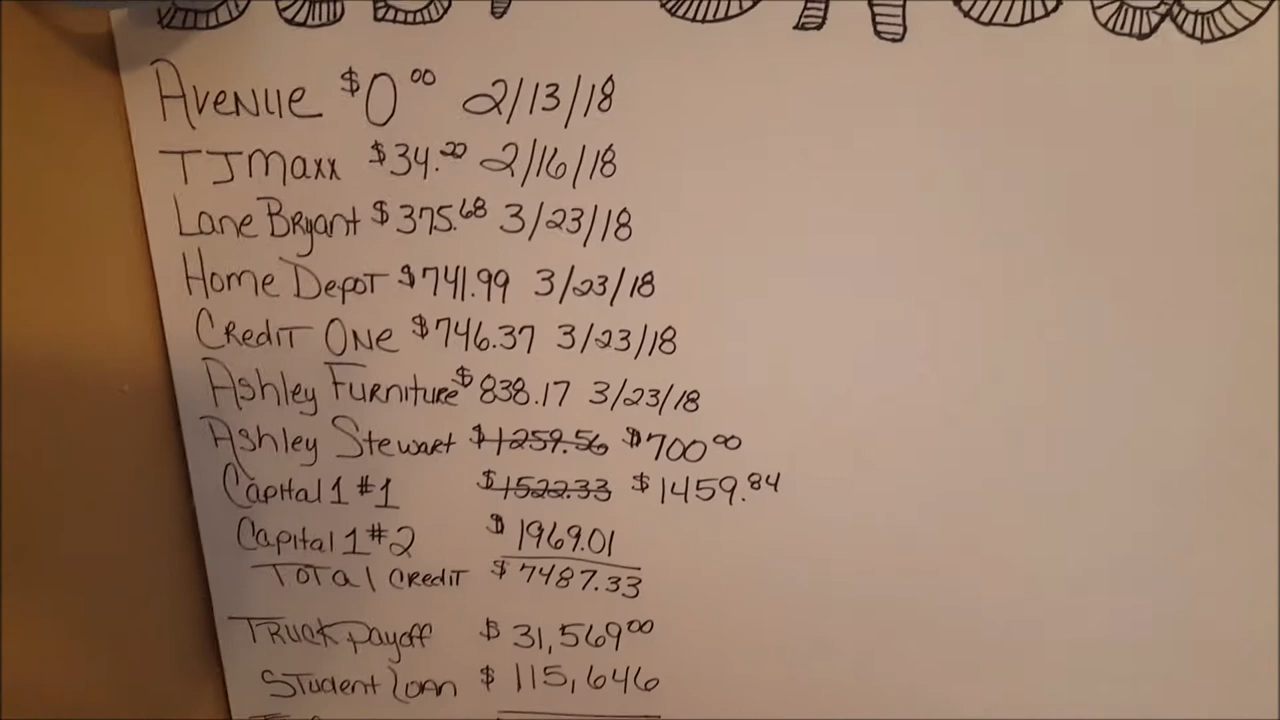 Avenue $0.00 2/13/18
TJ Maxx $34.20 2/16/18
Lane Bryant $375.68 3/23/18
Home Depot $741.99 3/23/18
Credit One $746.37 3/23/18
Ashley Furniture $838.17 3/23/18
Ashley Stewart $1259.56 $700.00
Capital 1 #1 $1522.33 $1459.84
Capital 1 #2 $1969.01
Total Credit $7487.33
Truck Payoff $31,569.00
Student Loan $115,646